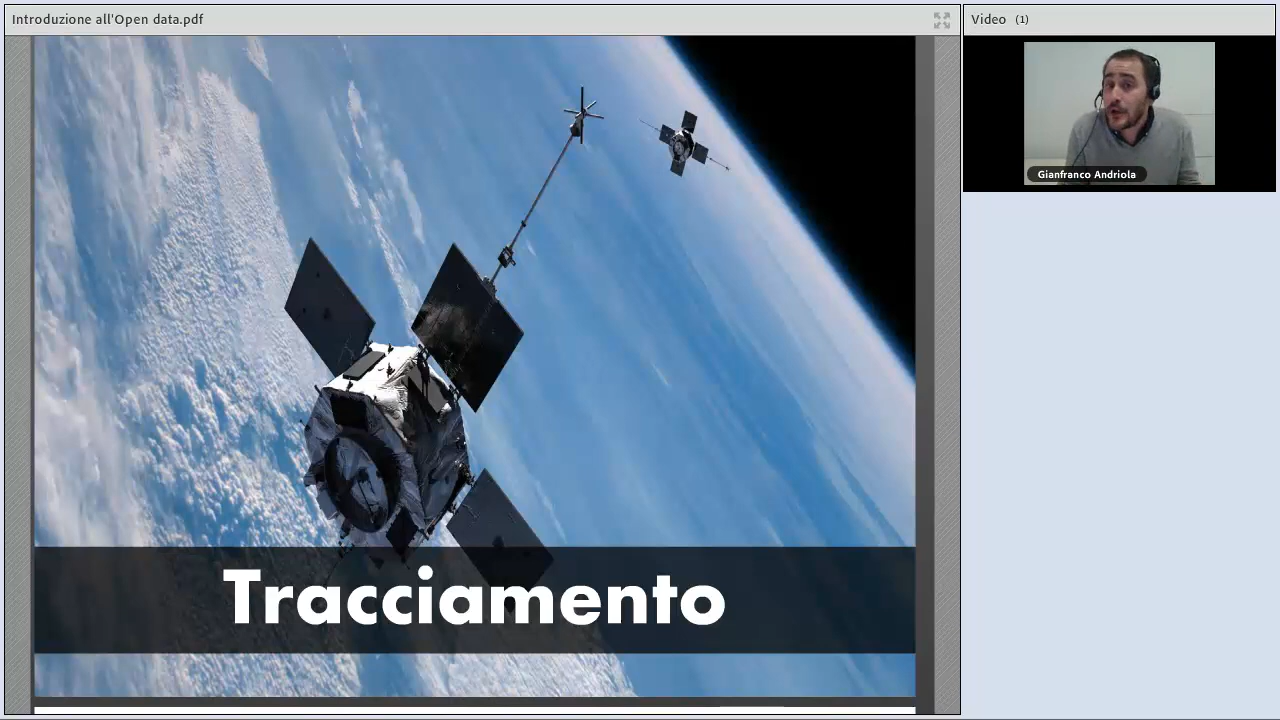 Introduzione all'Open data.pdf
Video (1)
Gianfranco Andriola
Tracciamento